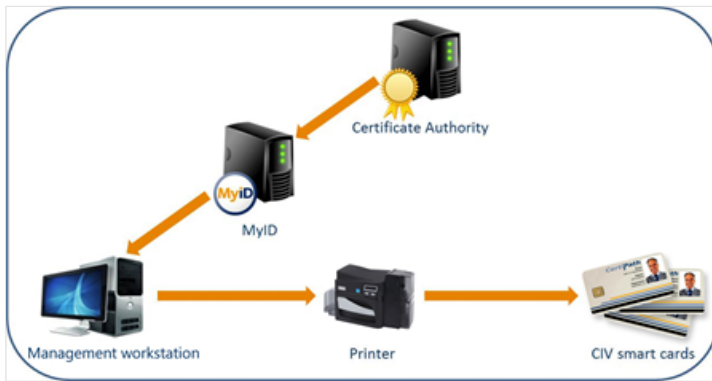 Certificate Authority
MyID
MyID
Management workstation
Printer
CIV smart cards